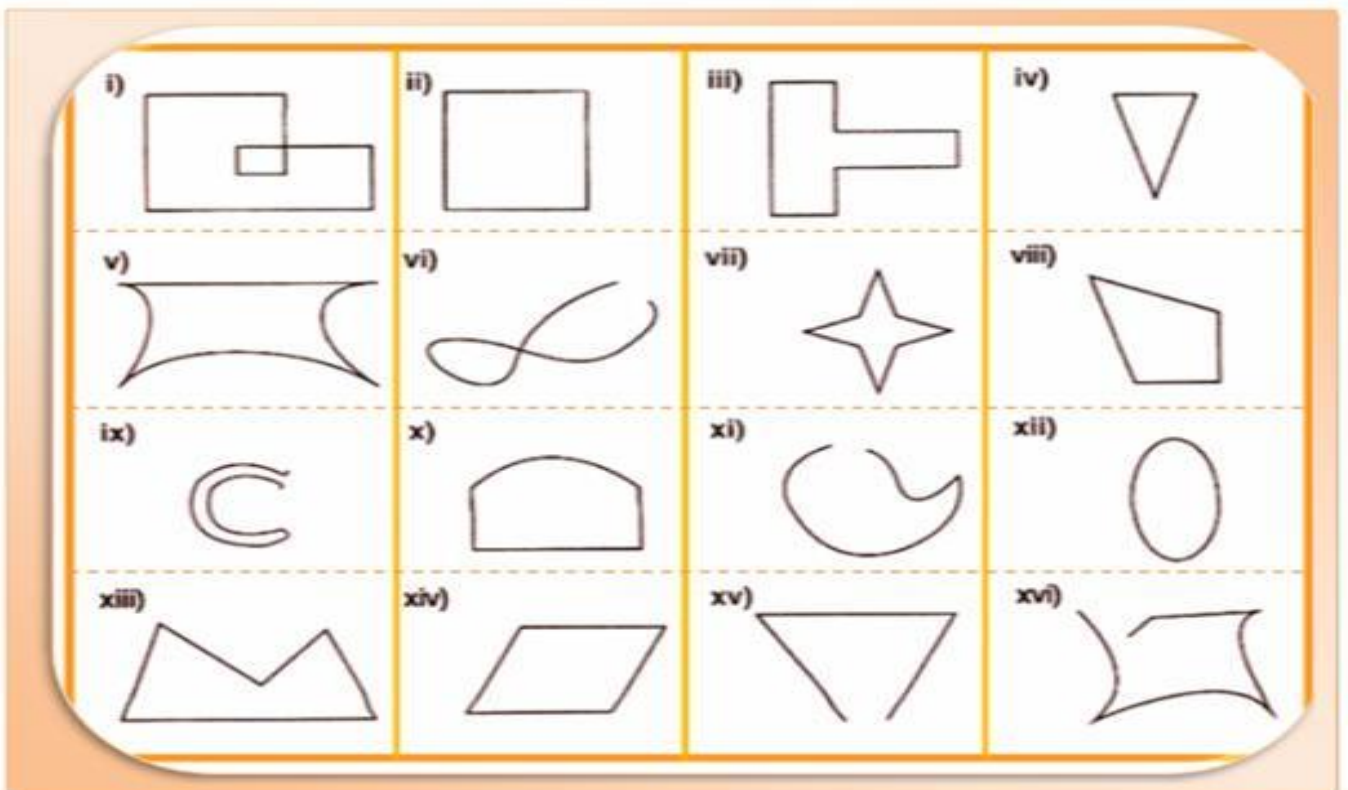 i) ii) iii) iv)
v) vi) vii) viii)
ix) x) xi) xii)
xiii) xiv) xv) xvi)